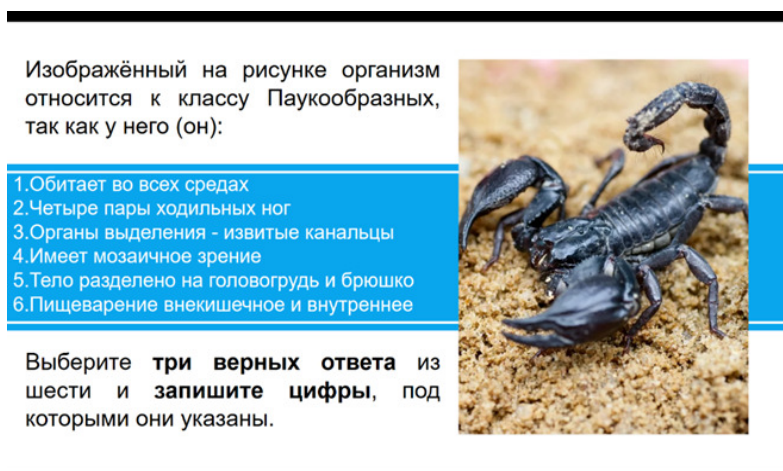 Изображённый на рисунке организм
относится к классу Паукообразных,
так как у него (он):
1.Обитает во всех средах
2.Четыре пары ходильных ног
3.Органы выделения - извитые канальцы
4.Имеет мозаичное зрение
5.Тело разделено на головогрудь и брюшко
6.Пищеварение внекишечное и внутреннее
Выберите три верных ответа из
шести и запишите цифры, под
которыми они указаны.